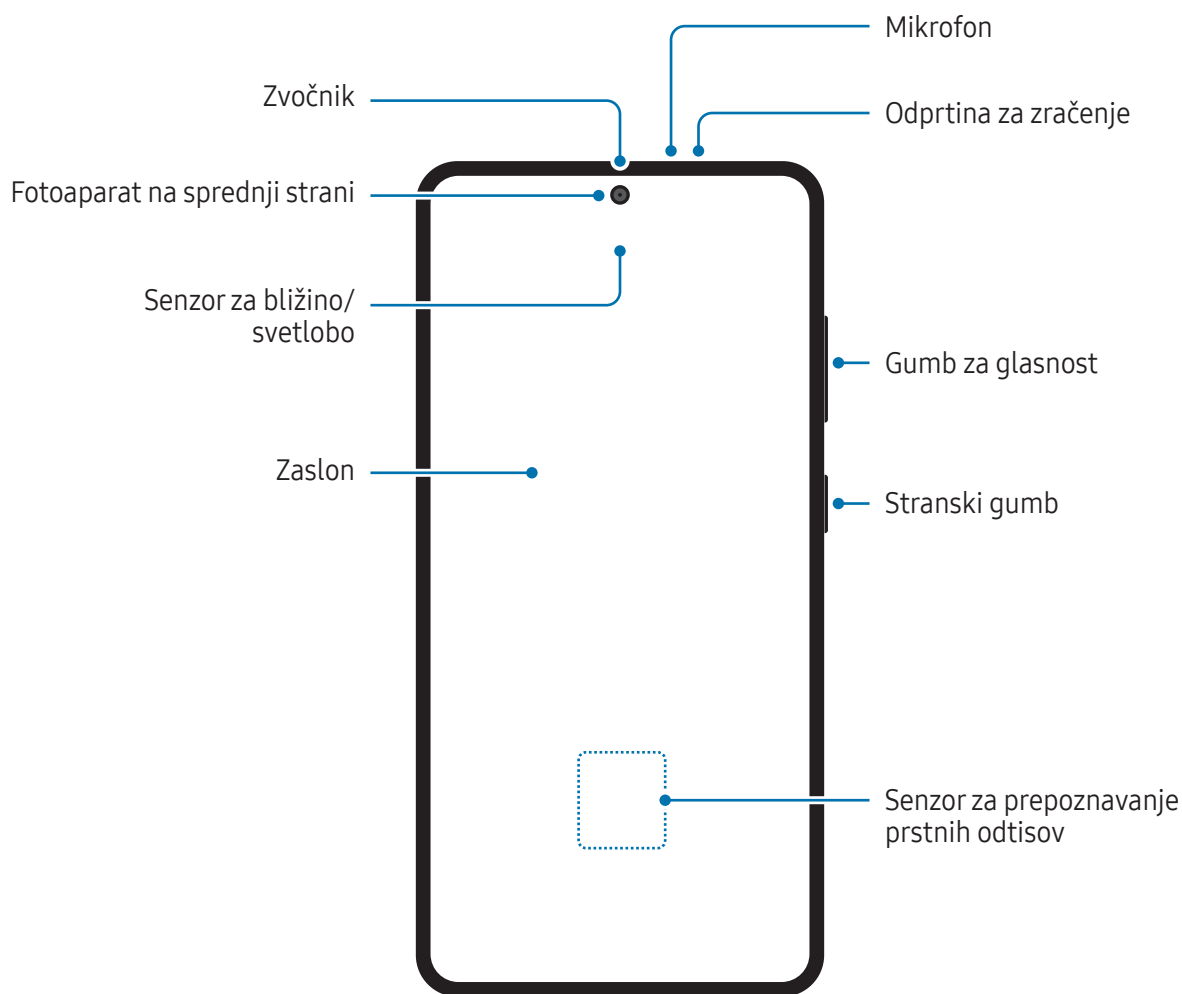 Mikrofon
Zvočnik
Odprtina za zračenje
Fotoaparat na sprednji strani
Senzor za bližino/
svetlobo
Gumb za glasnost
Zaslon
Stranski gumb
Senzor za prepoznavanje
prstnih odtisov